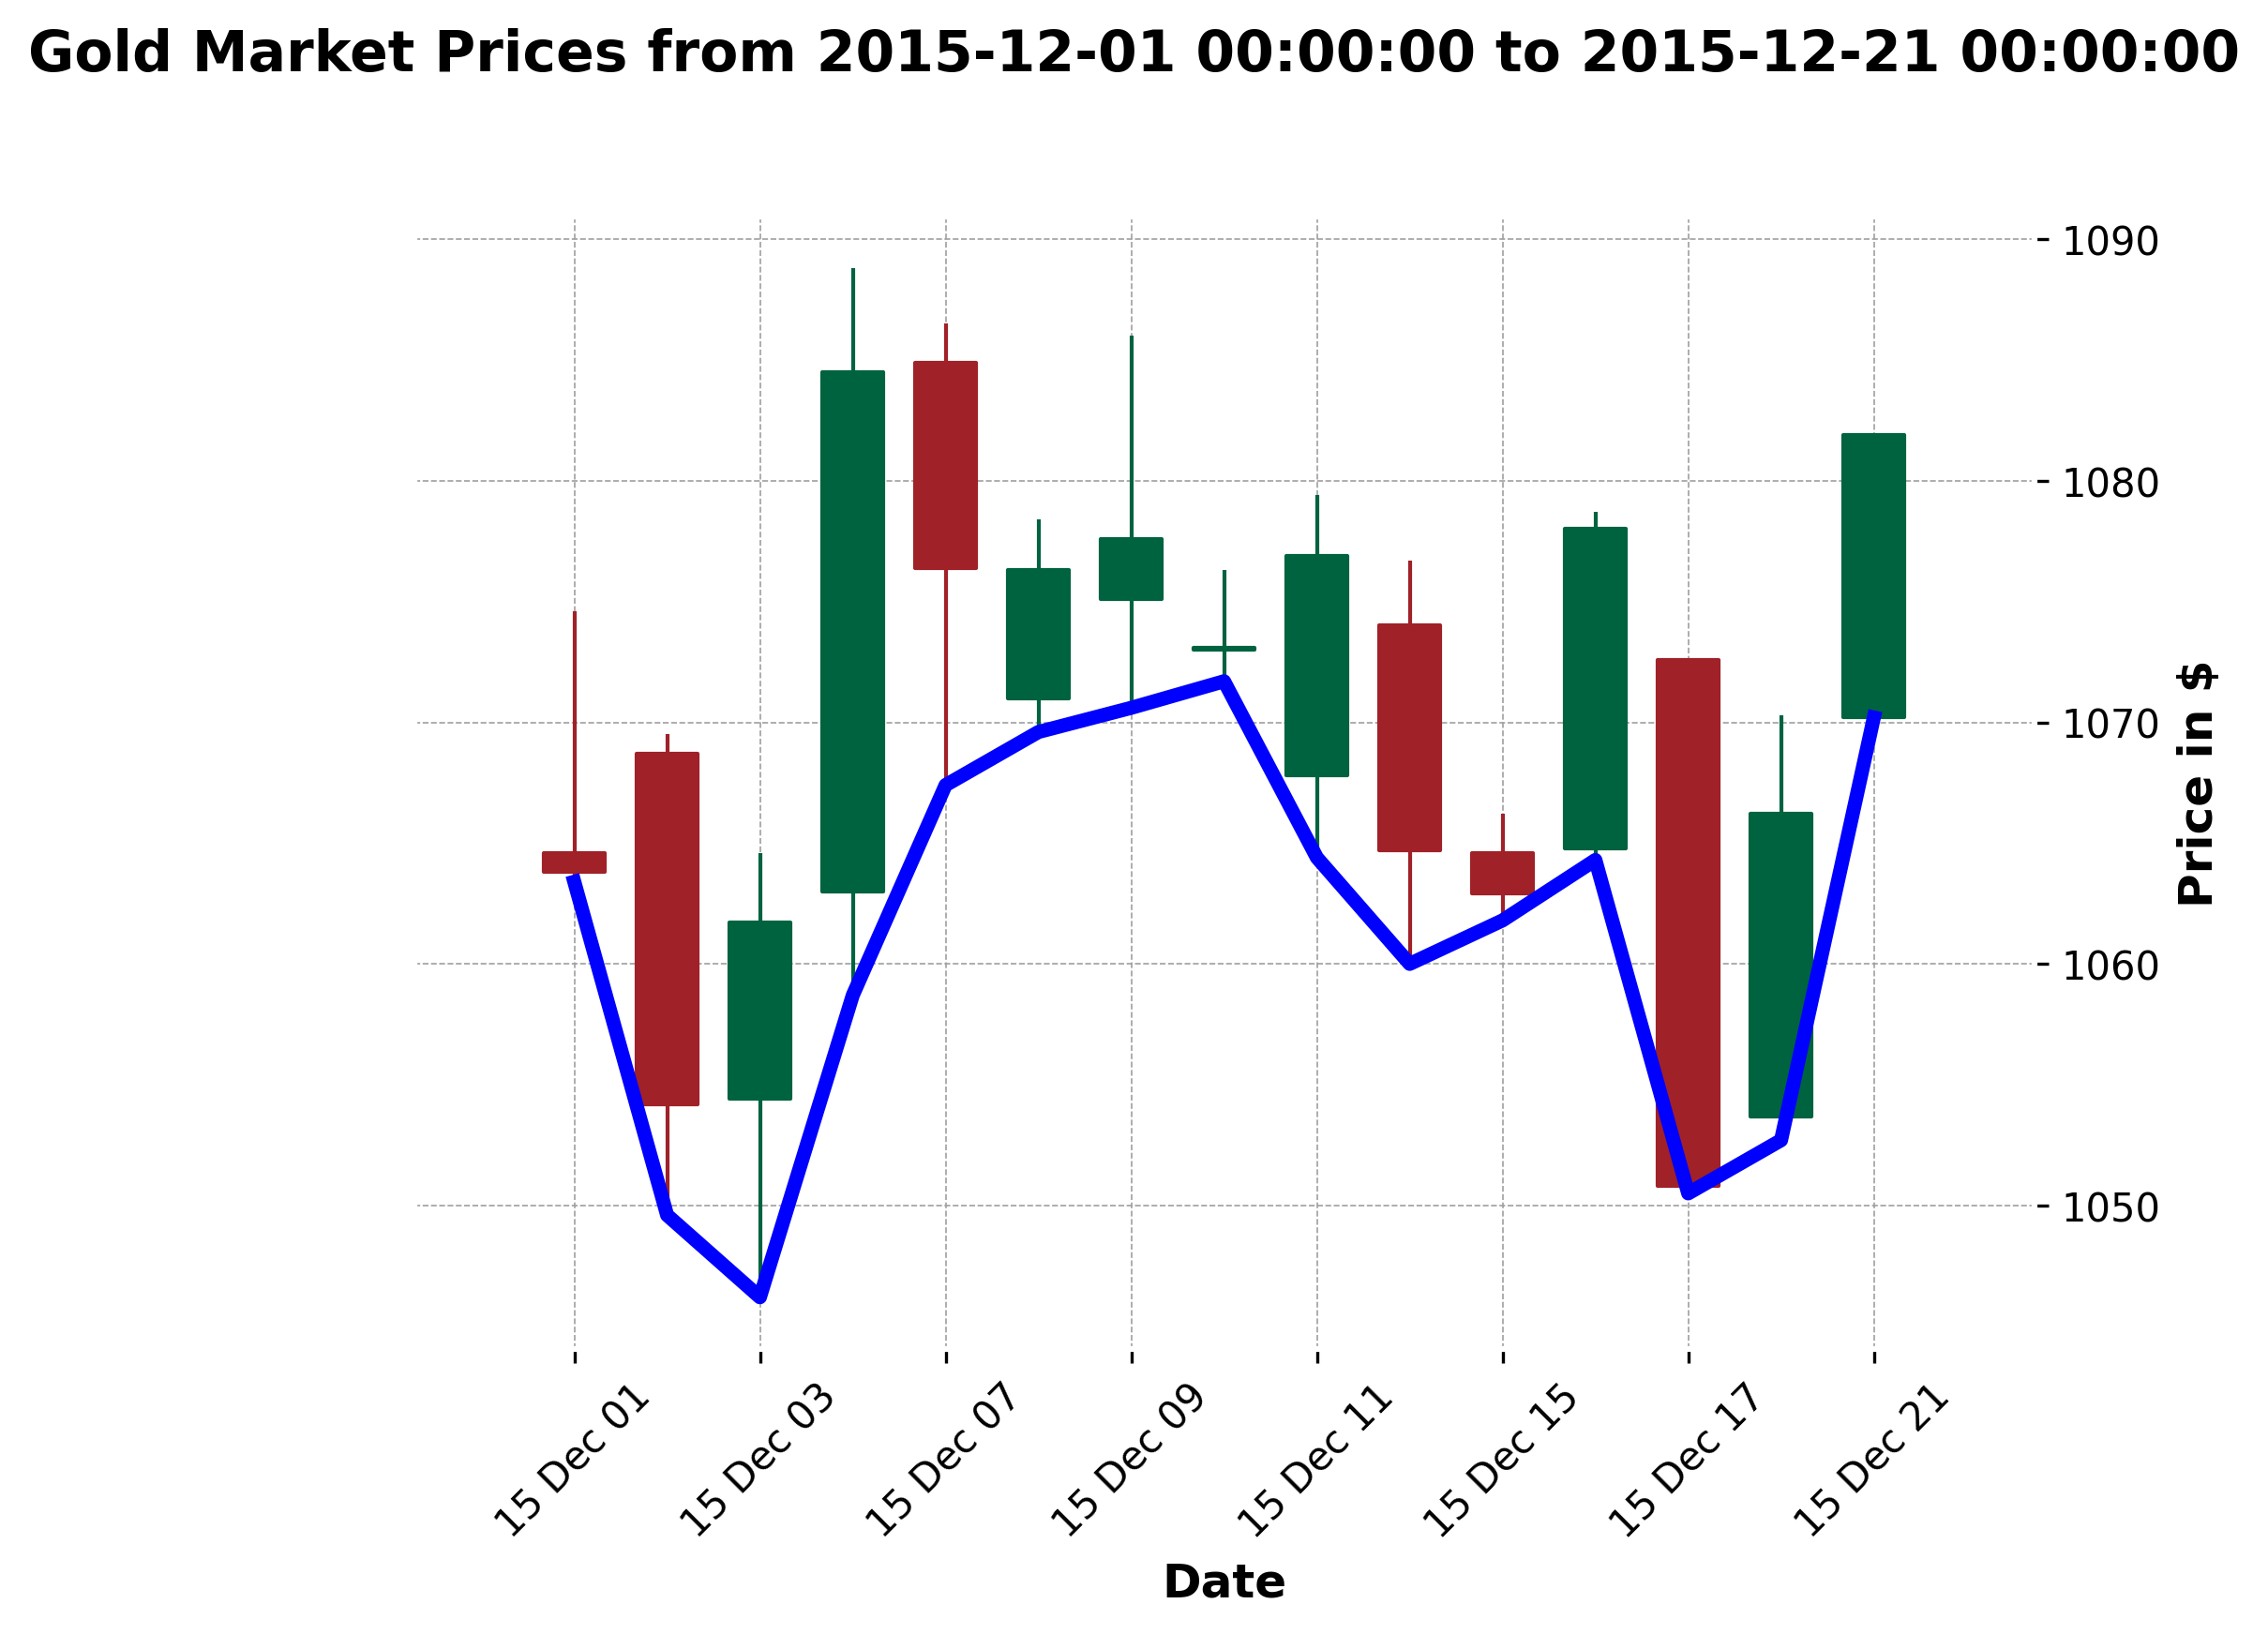 Gold Market Prices from 2015-12-01 00:00:00 to 2015-12-21 00:00:00
1090
1080
1070
1060
1050
Price in $
15 Dec 01
15 Dec 03
15 Dec 07
15 Dec 09
15 Dec 11
15 Dec 15
15 Dec 17
15 Dec 21
Date